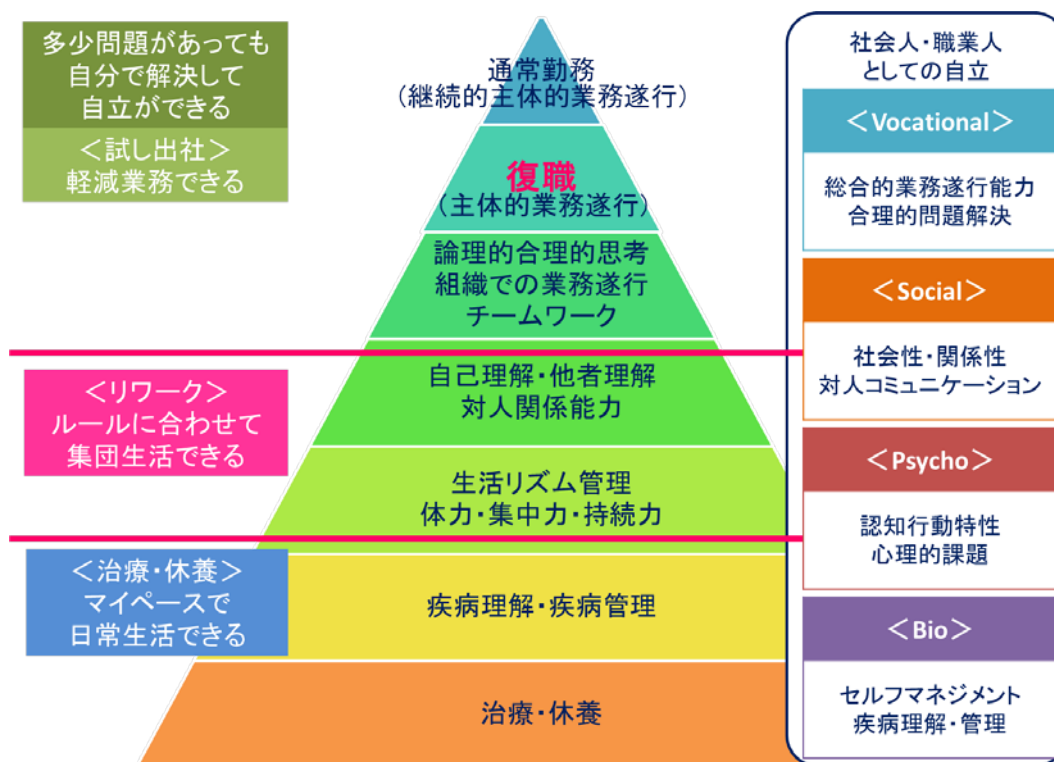 多少問題があっても
自分で解決して
自立ができる
＜試し出社＞
軽減業務できる
＜リワーク＞
ルールに合わせて
集団生活できる
＜治療・休養＞
マイペースで
日常生活できる
通常勤務
（継続的主体的業務遂行）
復職
（主体的業務遂行）
論理的合理的思考
組織での業務遂行
チームワーク
自己理解・他者理解
対人関係能力
生活リズム管理
体力・集中力・持続力
疾病理解・疾病管理
治療・休養
社会人・職業人
としての自立
＜Vocational＞
総合的業務遂行能力
合理的問題解決
＜Social＞
社会性・関係性
対人コミュニケーション
＜Psycho＞
認知行動特性
心理的課題
＜Bio＞
セルフマネジメント
疾病理解・管理